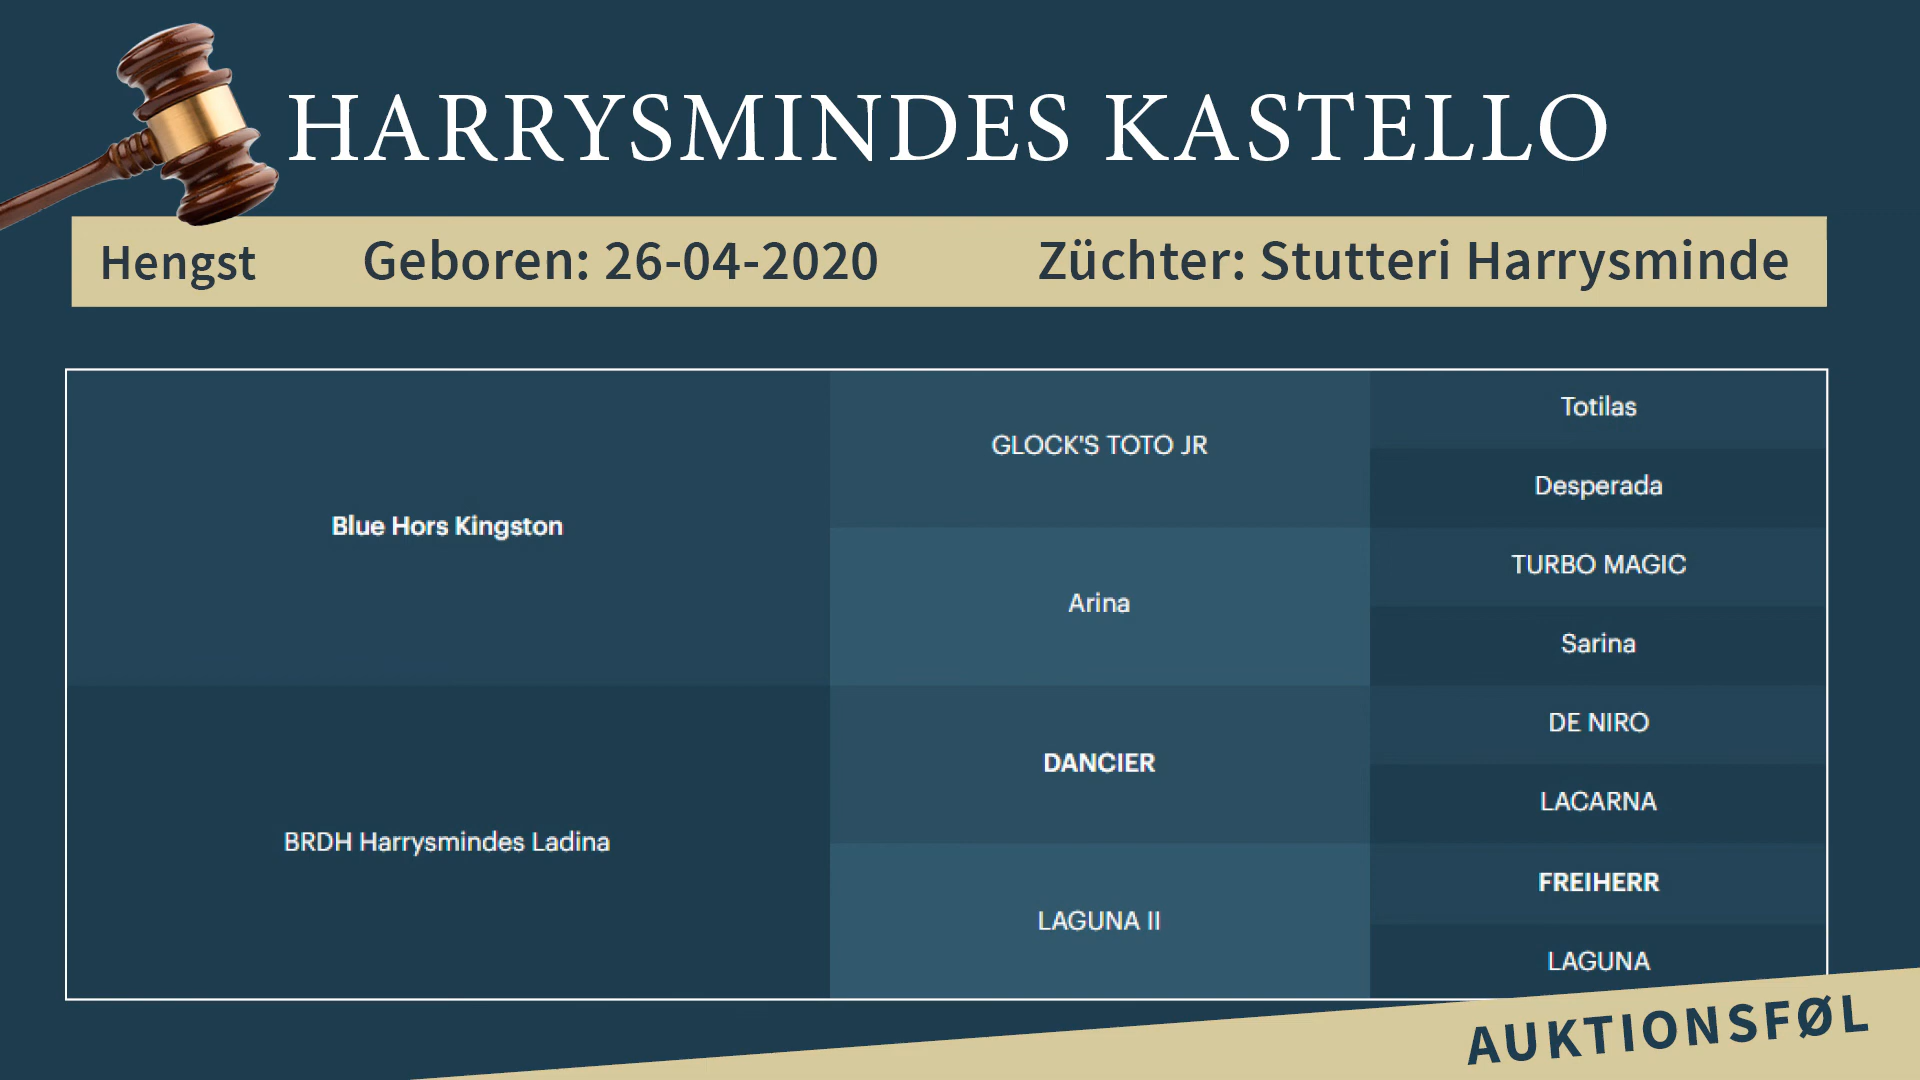 HARRYSMINDES KASTELLO
Hengst Geboren: 26-04-2020 Züchter: Stutteri Harrysminde
Totilas
GLOCK'S TOTO JR
Desperada
Blue Hors Kingston
TURBO MAGIC
Arina
Sarina
DE NIRO
DANCIER
LACARNA
BRDH Harrysmindes Ladina
FREIHERR
LAGUNA II
LAGUNA
AUKTIONSFØL